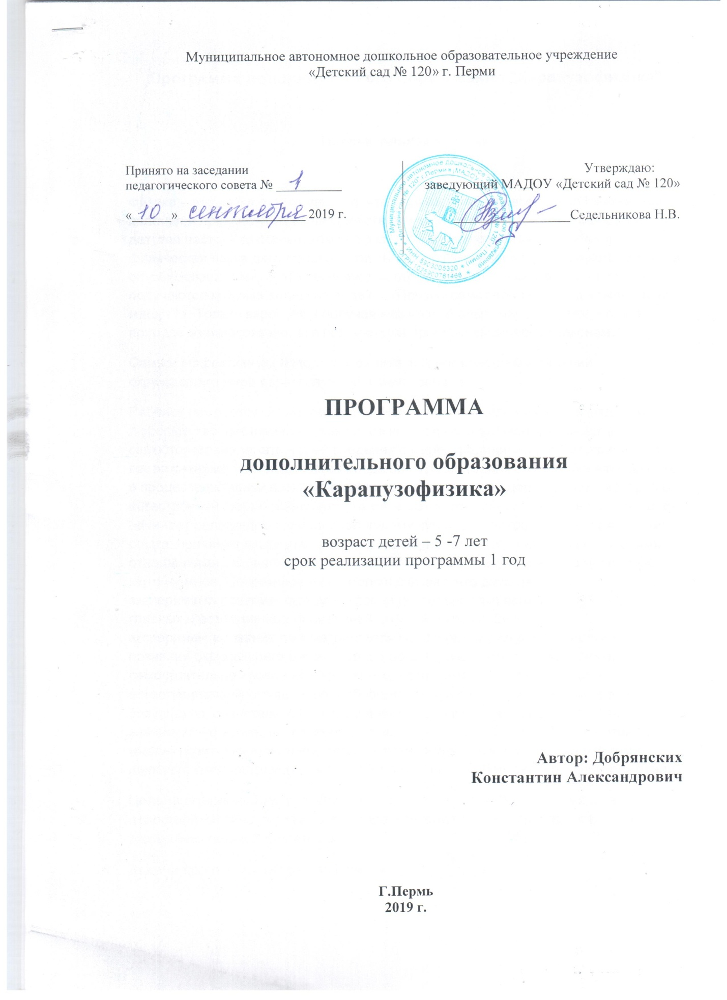 Муниципальное автономное дошкольное образовательное учреждение
«Детский сад № 120» г. Перми
Принято на заседании
педагогического совета № 1
«10» сентября 2019 г.
Утверждаю:
заведующий МАДОУ «Детский сад № 120»
Седельникова Н.В.
Муниципальное автономное дошкольное образовательное учреждение
"Детский сад № 120" г.Перми
ИНН 5903005320
ОГРН 1025900761466
ПРОГРАММА
дополнительного образования
«Карапузофизика»
возраст детей – 5 -7 лет
срок реализации программы 1 год
Автор: Добрянских
Константин Александрович
Г.Пермь
2019 г.